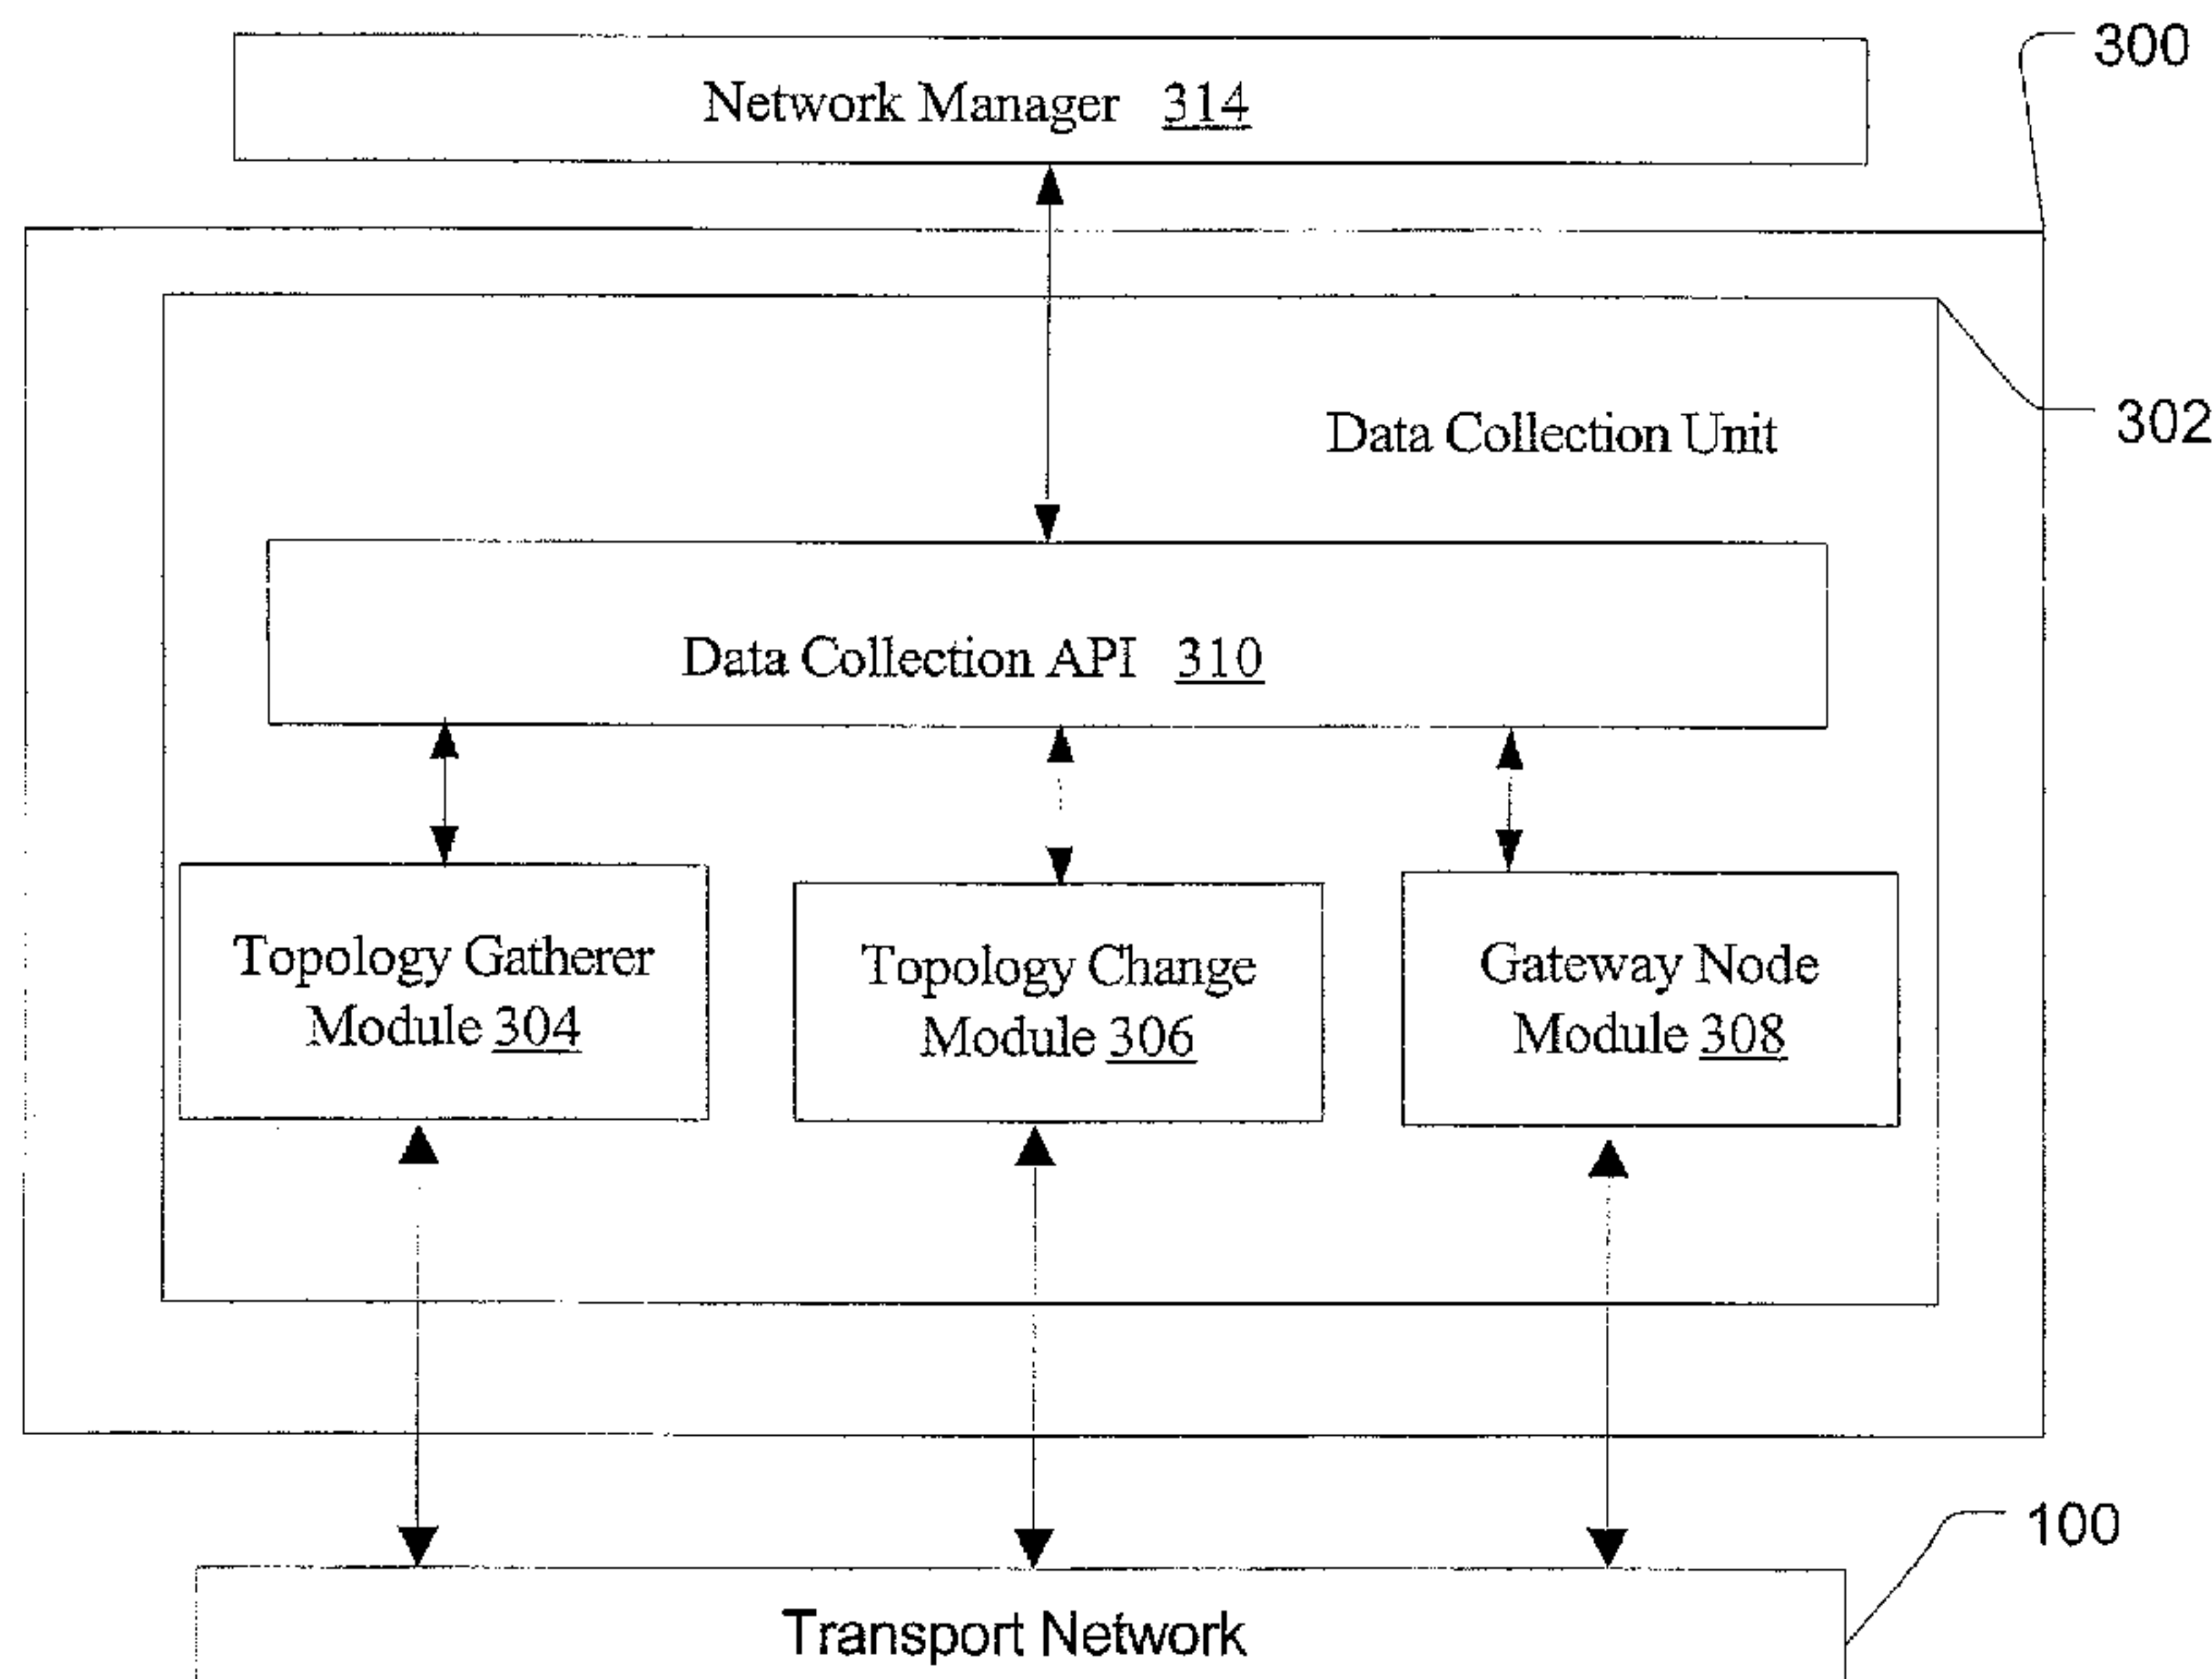 300
Network Manager 314
302
Data Collection Unit
Data Collection API 310
Topology Gatherer
Module 304
Topology Change
Module 306
Gateway Node
Module 308
100
Transport Network